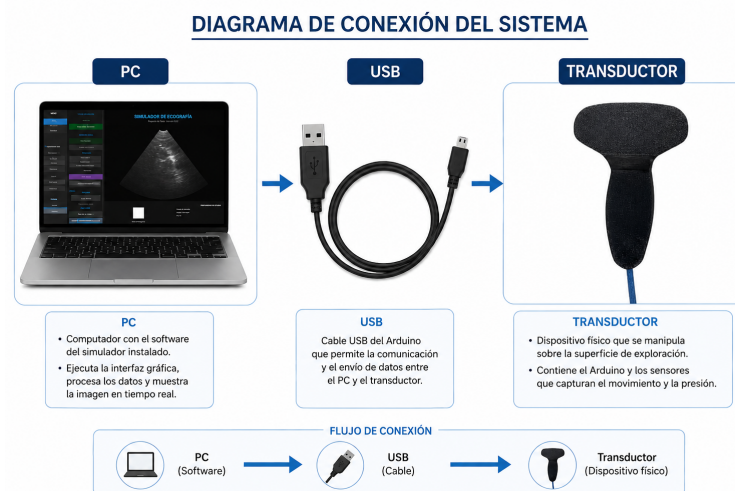 DIAGRAMA DE CONEXIÓN DEL SISTEMA
PC
USB
TRANSDUCTOR
SIMULADOR DE ECOGRAFÍA
PC
• Computador con el software
del simulador instalado.
• Ejecuta la interfaz gráfica,
procesa los datos y muestra
la imagen en tiempo real.
USB
Cable USB del Arduino
que permite la comunicación
y el envío de datos entre
el PC y el transductor.
TRANSDUCTOR
• Dispositivo físico que se manipula
sobre la superficie de exploración.
• Contiene el Arduino y los sensores
que capturan el movimiento y la presión.
FLUJO DE CONEXIÓN
PC
(Software)
USB
(Cable)
Transductor
(Dispositivo físico)